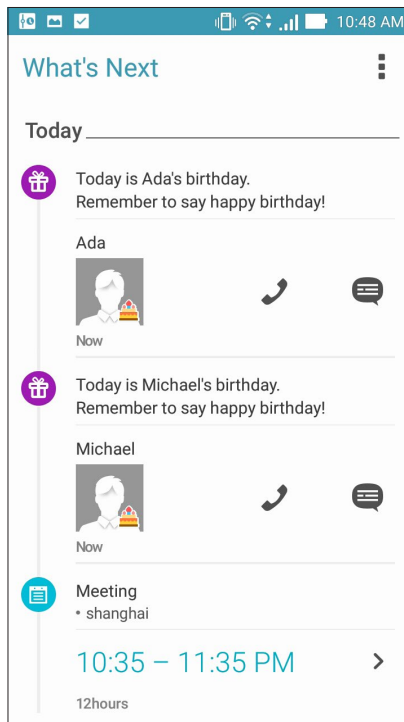 10:48 AM
What's Next
Today
Today is Ada's birthday.
Remember to say happy birthday!
Ada
Now
Today is Michael's birthday.
Remember to say happy birthday!
Michael
Now
Meeting
• shanghai
10:35 – 11:35 PM
12hours